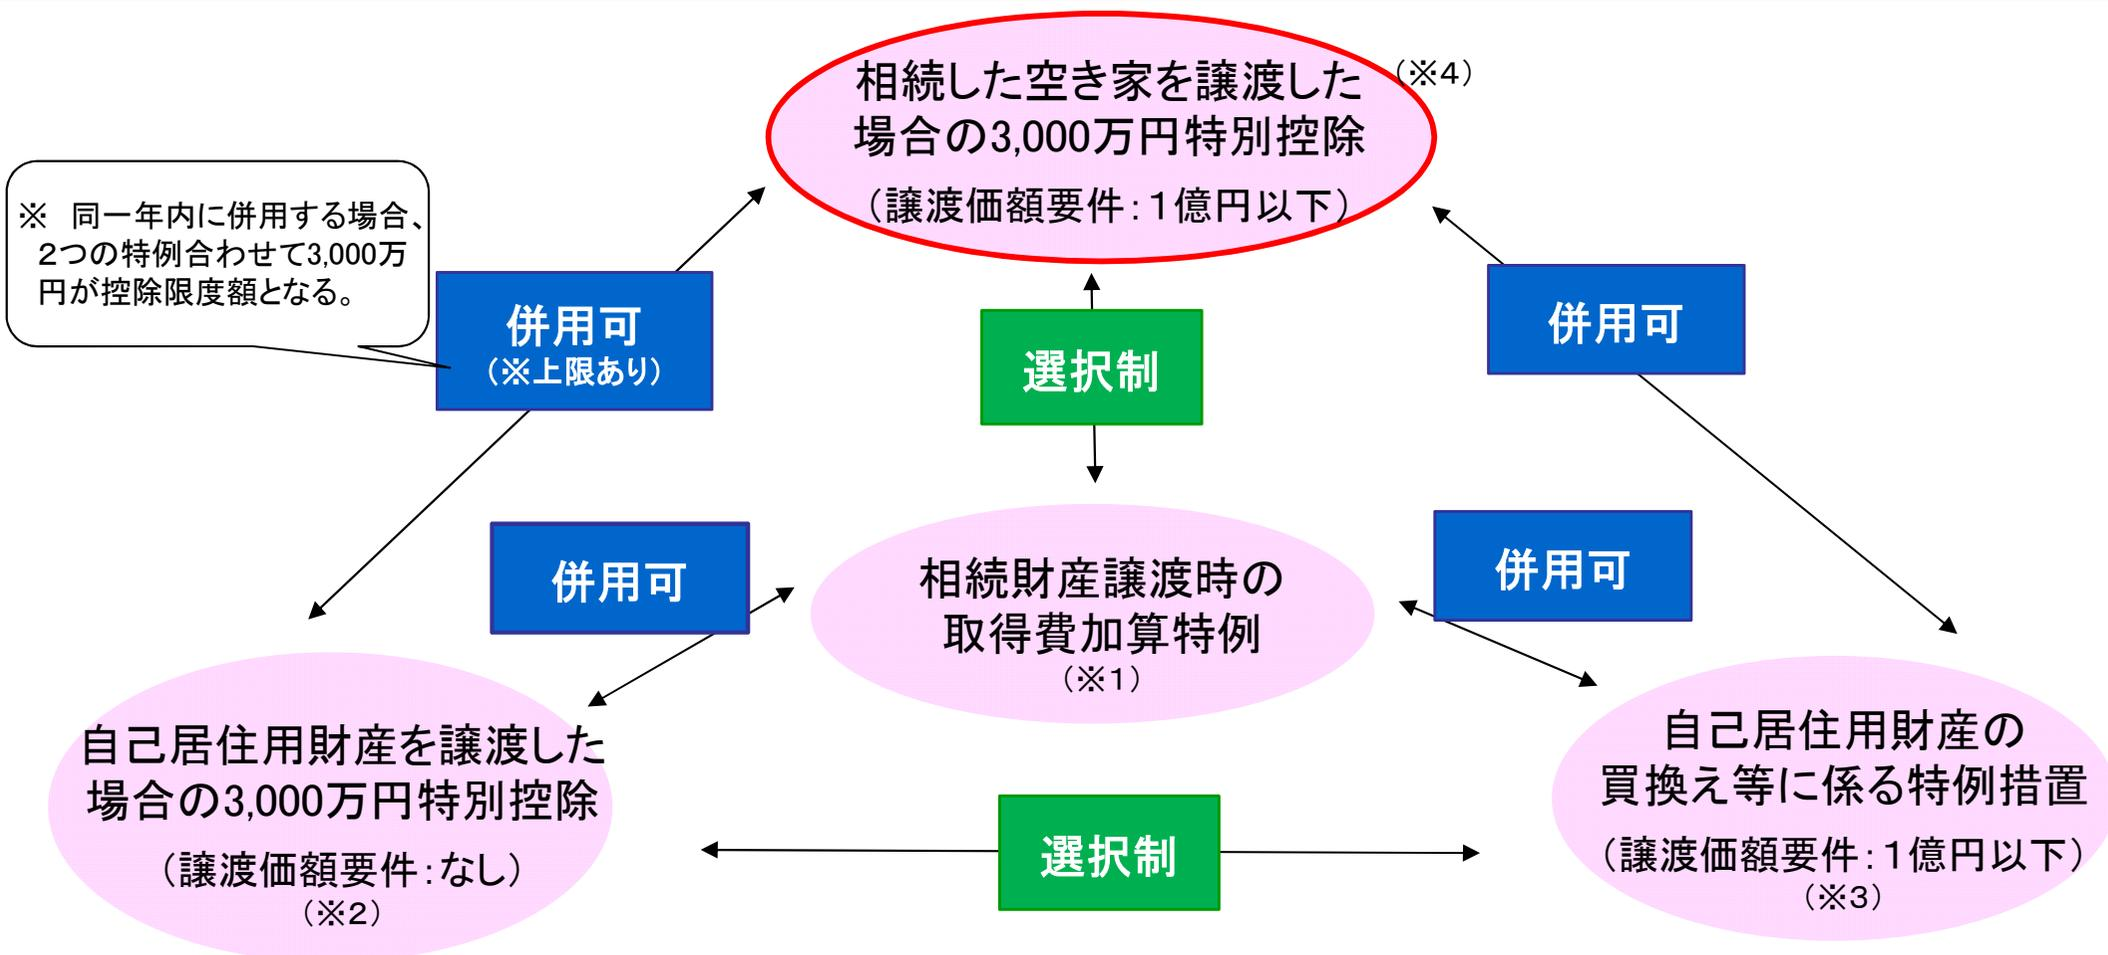 相続した空き家を譲渡した
場合の3,000万円特別控除
（譲渡価額要件：１億円以下）
（※４）
※　同一年内に併用する場合、
２つの特例合わせて3,000万
円が控除限度額となる。
併用可
（※上限あり）
選択制
併用可
併用可
相続財産譲渡時の
取得費加算特例
（※１）
併用可
自己居住用財産を譲渡した
場合の3,000万円特別控除
（譲渡価額要件：なし）
（※２）
選択制
自己居住用財産の
買換え等に係る特例措置
（譲渡価額要件：１億円以下）
（※３）